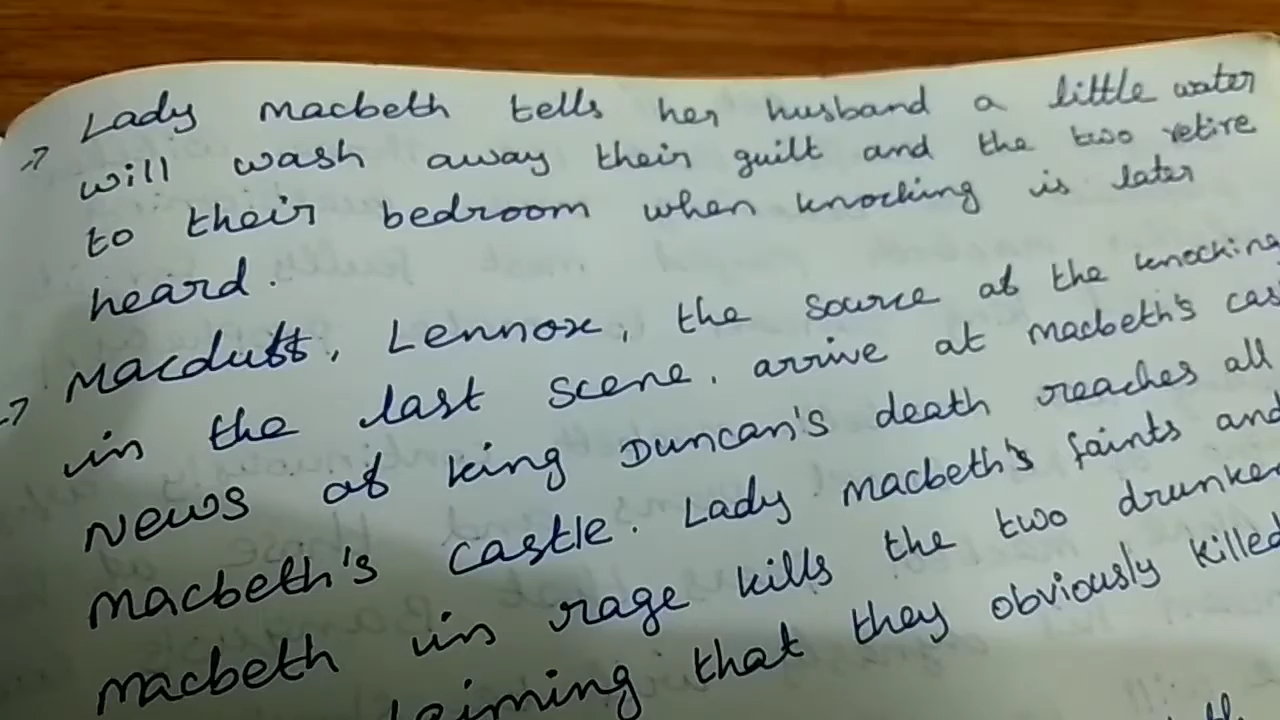 → Lady macbeth tells her husband a little water
will wash away their guilt and the two retire
to their bedroom when knocking is later
heard.
→ Macduff, Lennox, the source of the knocking
in the last scene, arrive at macbeth's cas
News of king Duncan's death reaches all
macbeth's castle. Lady macbeth's faints and
macbeth in rage kills the two drunken
laiming that they obviously killed